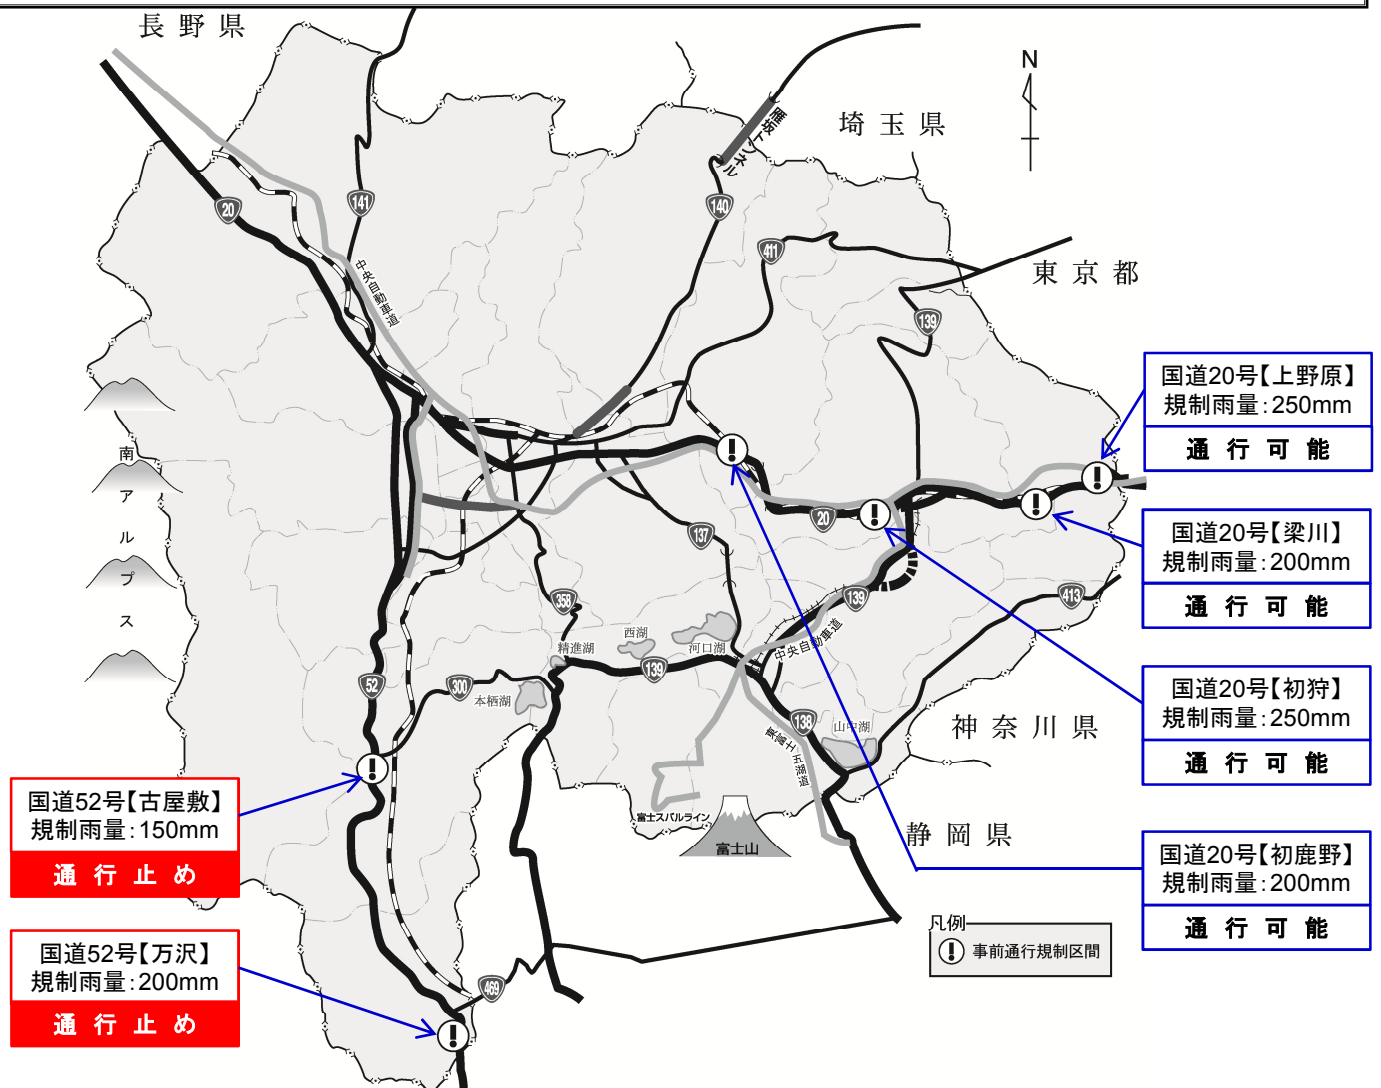 長野県
埼玉県
東京都
神奈川県
静岡県
N
雁坂トンネル
中央自動車道
20
141
140
411
139
20
137
139
413
358
139
300
52
138
469
南アルプス
精進湖
西湖
河口湖
本栖湖
山中湖
中央自動車道
東富士五湖道
富士スバルライン
富士山
国道20号【上野原】
規制雨量:250mm
通行可能
国道20号【梁川】
規制雨量:200mm
通行可能
国道20号【初狩】
規制雨量:250mm
通行可能
国道20号【初鹿野】
規制雨量:200mm
通行可能
国道52号【古屋敷】
規制雨量:150mm
通行止め
国道52号【万沢】
規制雨量:200mm
通行止め
凡例
事前通行規制区間